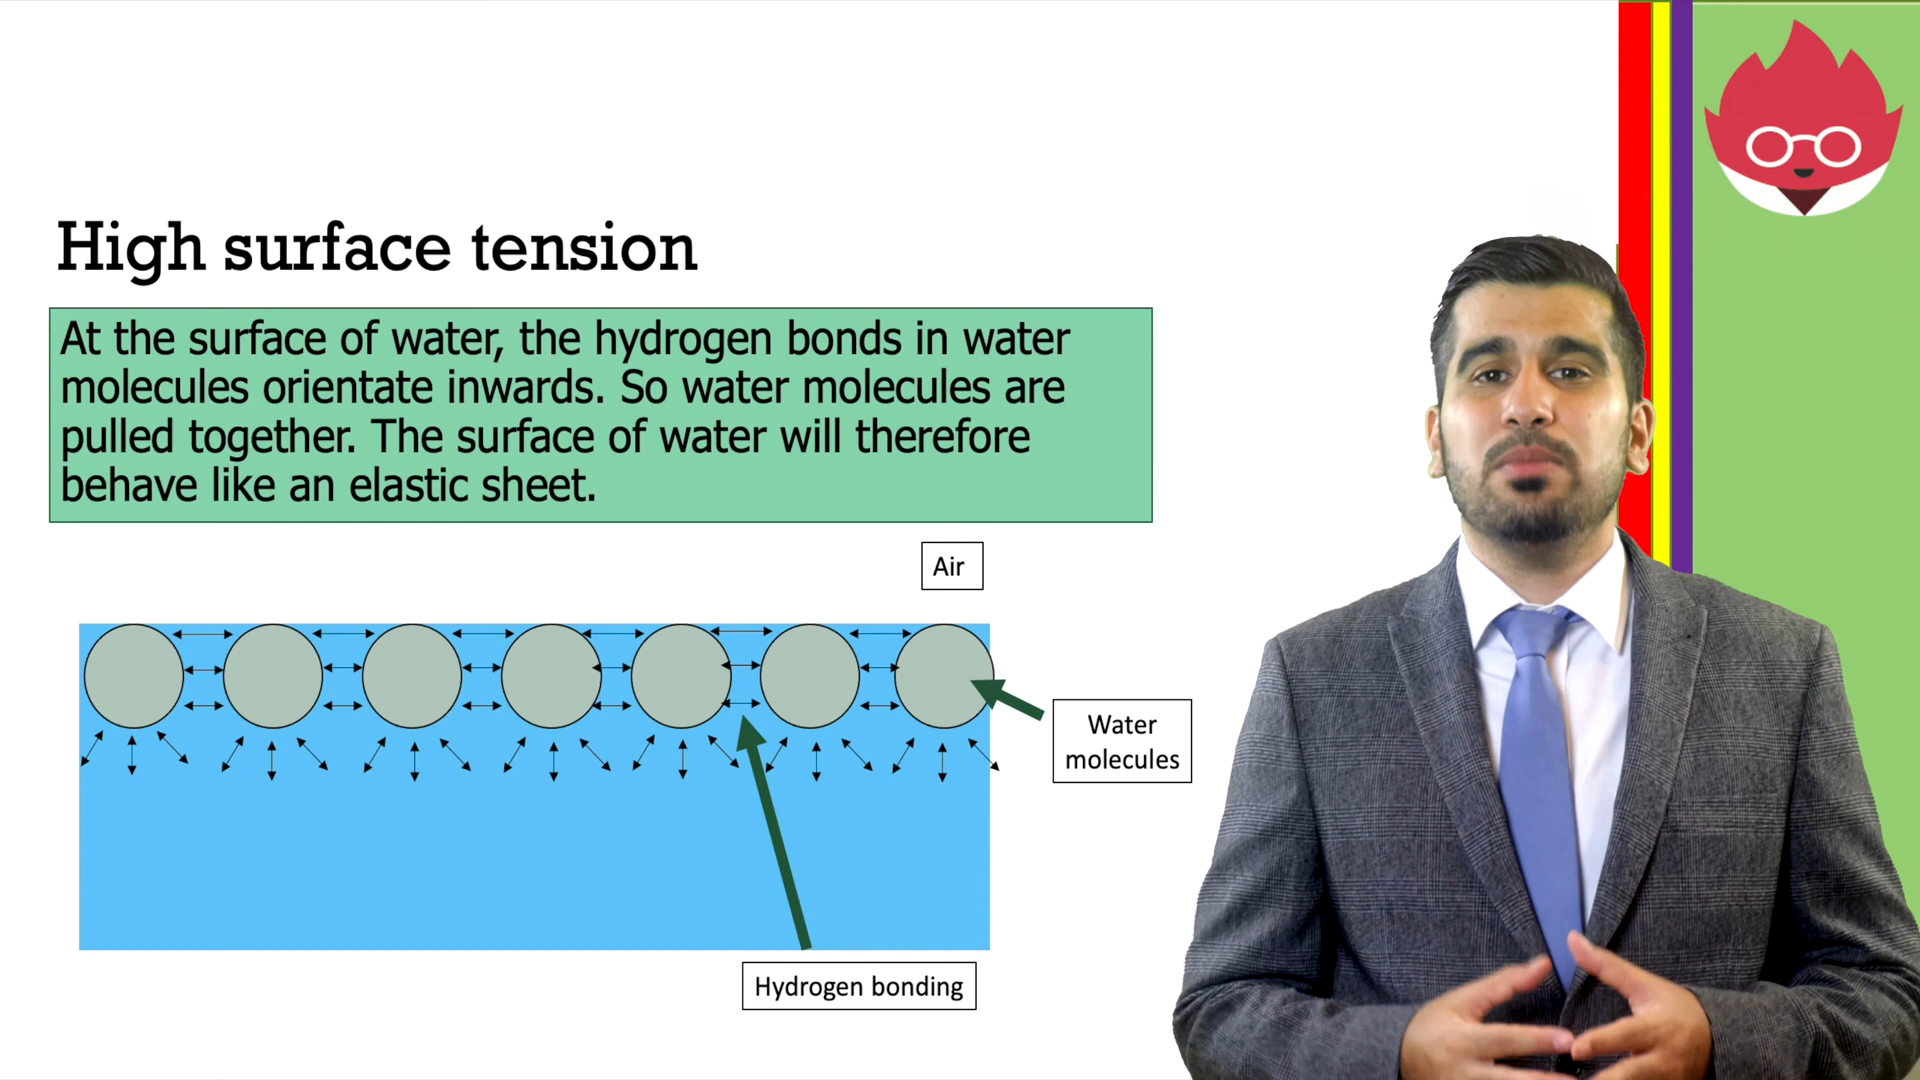 High surface tension
At the surface of water, the hydrogen bonds in water
molecules orientate inwards. So water molecules are
pulled together. The surface of water will therefore
behave like an elastic sheet.
Air
Water
molecules
Hydrogen bonding